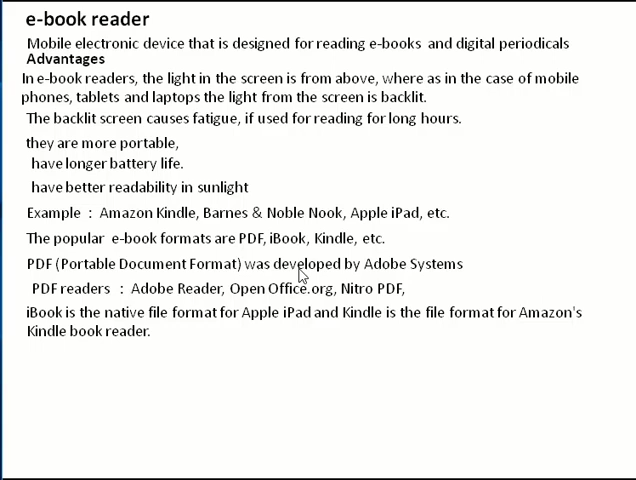 e-book reader
Mobile electronic device that is designed for reading e-books and digital periodicals
Advantages
In e-book readers, the light in the screen is from above, where as in the case of mobile
phones, tablets and laptops the light from the screen is backlit.
The backlit screen causes fatigue, if used for reading for long hours.
they are more portable,
have longer battery life.
have better readability in sunlight
Example : Amazon Kindle, Barnes & Noble Nook, Apple iPad, etc.
The popular e-book formats are PDF, iBook, Kindle, etc.
PDF (Portable Document Format) was developed by Adobe Systems
PDF readers : Adobe Reader, Open Office.org, Nitro PDF,
iBook is the native file format for Apple iPad and Kindle is the file format for Amazon's
Kindle book reader.